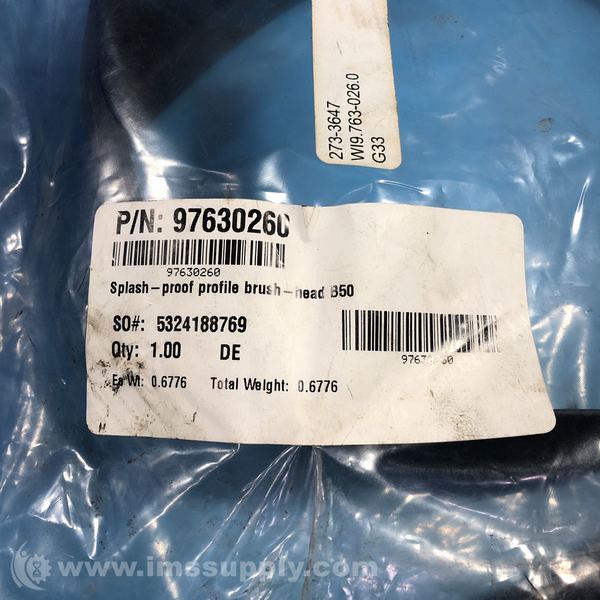 273-3647
WI9.763-026.0
G33
P/N: 97630260
97630260
Splash-proof profile brush-head B50
SO#: 5324188769
Qty: 1.00 DE
97630260
Ea Wt: 0.6776 Total Weight: 0.6776
www.imssupply.com